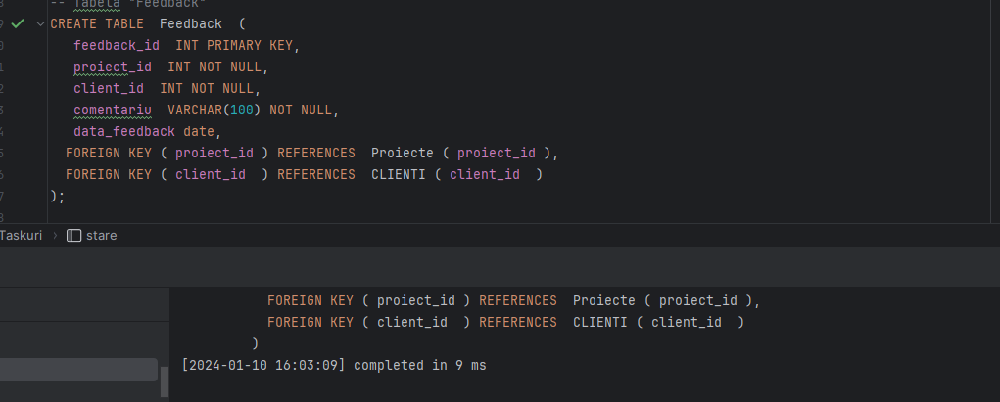 -- Tabela "Feedback"
CREATE TABLE  Feedback  (
feedback_id  INT PRIMARY KEY,
proiect_id  INT NOT NULL,
client_id  INT NOT NULL,
comentariu  VARCHAR(100) NOT NULL,
data_feedback date,
FOREIGN KEY ( proiect_id ) REFERENCES  Proiecte ( proiect_id ),
FOREIGN KEY ( client_id  ) REFERENCES  CLIENTI ( client_id  )
);
Taskuri > stare
FOREIGN KEY ( proiect_id ) REFERENCES  Proiecte ( proiect_id ),
FOREIGN KEY ( client_id  ) REFERENCES  CLIENTI ( client_id  )
)
[2024-01-10 16:03:09] completed in 9 ms